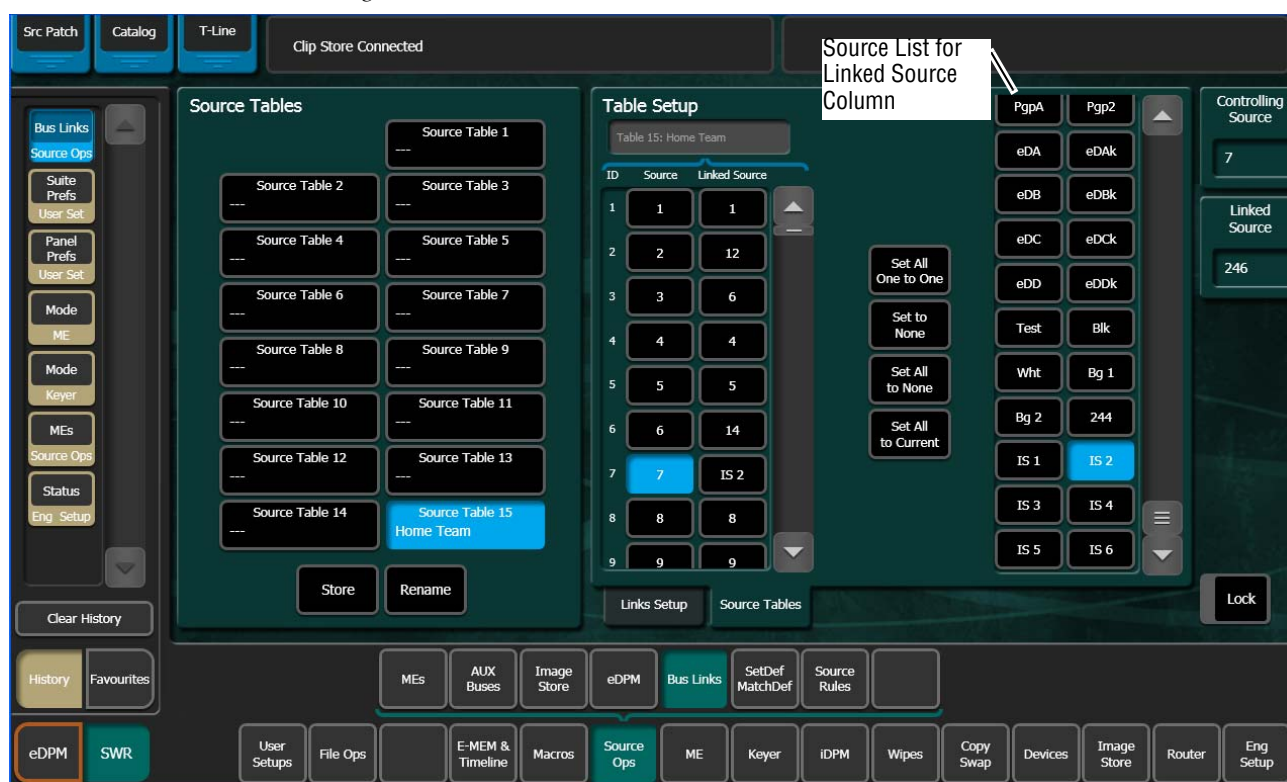 Src Patch
Catalog
T-Line
Clip Store Connected
Source List for
Linked Source
Column
Bus Links
Source Ops
Suite
Prefs
User Set
Panel
Prefs
User Set
Mode
ME
Mode
Keyer
MEs
Source Ops
Status
Eng Setup
Clear History
History
Favourites
eDPM
SWR
Source Tables
Source Table 1
---
Source Table 2
---
Source Table 3
---
Source Table 4
---
Source Table 5
---
Source Table 6
---
Source Table 7
---
Source Table 8
---
Source Table 9
---
Source Table 10
---
Source Table 11
---
Source Table 12
---
Source Table 13
---
Source Table 14
---
Source Table 15
Home Team
Store
Rename
Table Setup
Table 15: Home Team
ID Source Linked Source
1 1 1
2 2 12
3 3 6
4 4 4
5 5 5
6 6 14
7 7 IS 2
8 8 8
9 9 9
Links Setup
Source Tables
Set All
One to One
Set to
None
Set All
to None
Set All
to Current
PgpA Pgp2
eDA eDAk
eDB eDBk
eDC eDCk
eDD eDDk
Test Blk
Wht Bg 1
Bg 2 244
IS 1 IS 2
IS 3 IS 4
IS 5 IS 6
Controlling
Source
7
Linked
Source
246
Lock
MEs
AUX
Buses
Image
Store
eDPM
Bus Links
SetDef
MatchDef
Source
Rules
User
Setups
File Ops
E-MEM &
Timeline
Macros
Source
Ops
ME
Keyer
iDPM
Wipes
Copy
Swap
Devices
Image
Store
Router
Eng
Setup